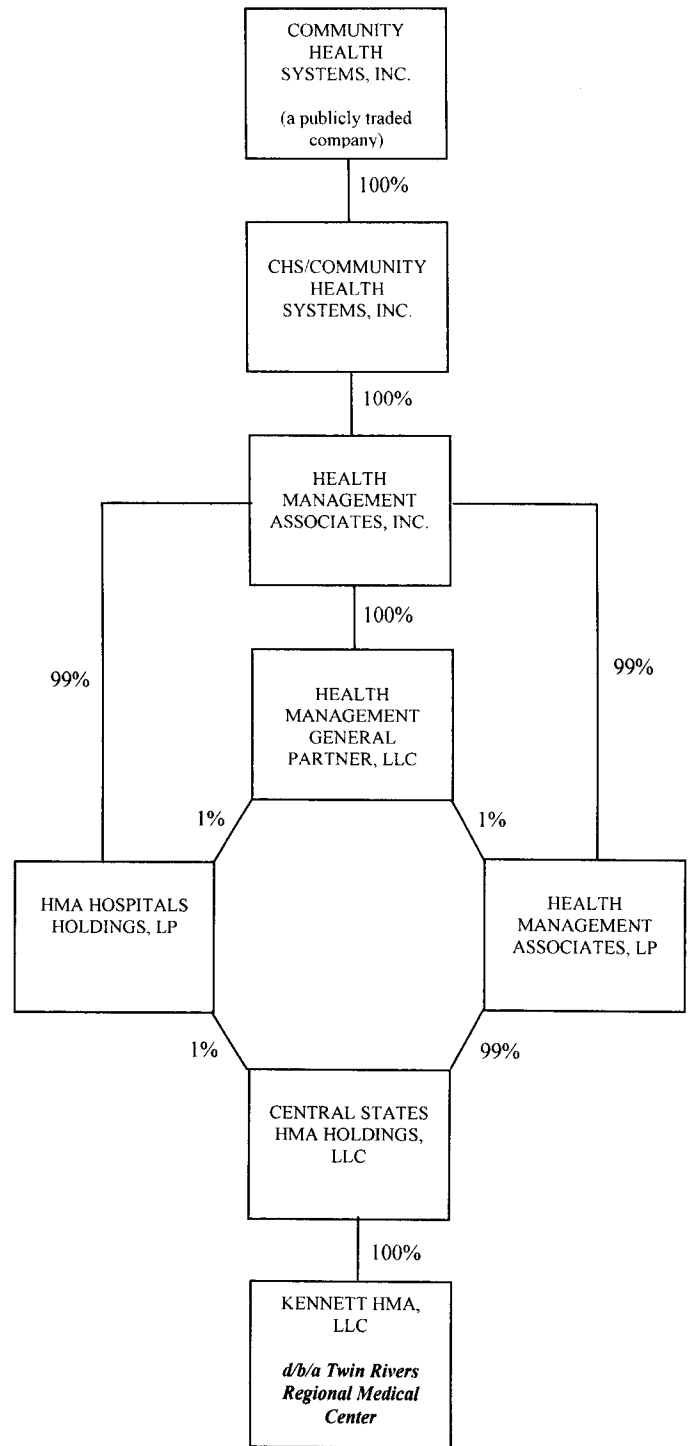 COMMUNITY
HEALTH
SYSTEMS, INC.
(a publicly traded
company)
100%
CHS/COMMUNITY
HEALTH
SYSTEMS, INC.
100%
HEALTH
MANAGEMENT
ASSOCIATES, INC.
100%
99%
99%
HEALTH
MANAGEMENT
GENERAL
PARTNER, LLC
1%
1%
HMA HOSPITALS
HOLDINGS, LP
HEALTH
MANAGEMENT
ASSOCIATES, LP
1%
99%
CENTRAL STATES
HMA HOLDINGS,
LLC
100%
KENNETT HMA,
LLC
d/b/a Twin Rivers
Regional Medical
Center